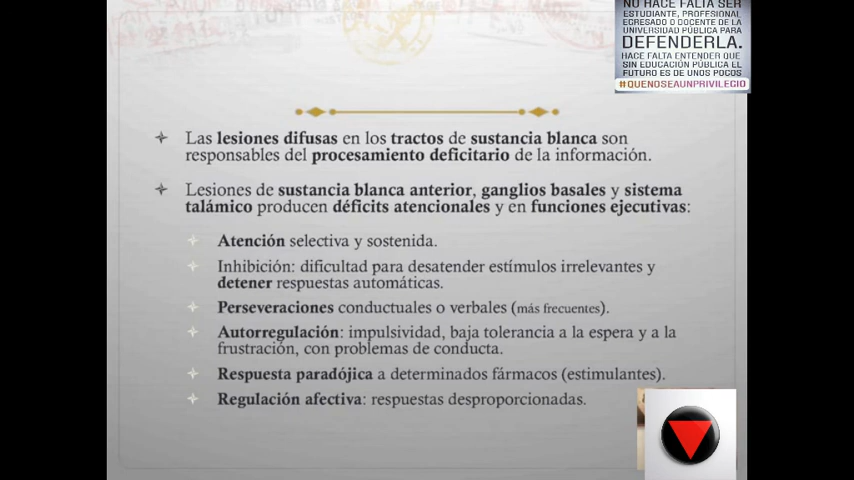 NO HACE FALTA SER
ESTUDIANTE, PROFESIONAL
EGRESADO O DOCENTE DE LA
UNIVERSIDAD PÚBLICA PARA
DEFENDERLA.
HACE FALTA ENTENDER QUE
SIN EDUCACIÓN PÚBLICA EL
FUTURO ES DE UNOS POCOS
#QUENOSEAUNPRIVILEGIO
Las lesiones difusas en los tractos de sustancia blanca son
responsables del procesamiento deficitario de la información.
Lesiones de sustancia blanca anterior, ganglios basales y sistema
talámico producen déficits atencionales y en funciones ejecutivas:
Atención selectiva y sostenida.
Inhibición: dificultad para desatender estímulos irrelevantes y
detener respuestas automáticas.
Perseveraciones conductuales o verbales (más frecuentes).
Autorregulación: impulsividad, baja tolerancia a la espera y a la
frustración, con problemas de conducta.
Respuesta paradójica a determinados fármacos (estimulantes).
Regulación afectiva: respuestas desproporcionadas.